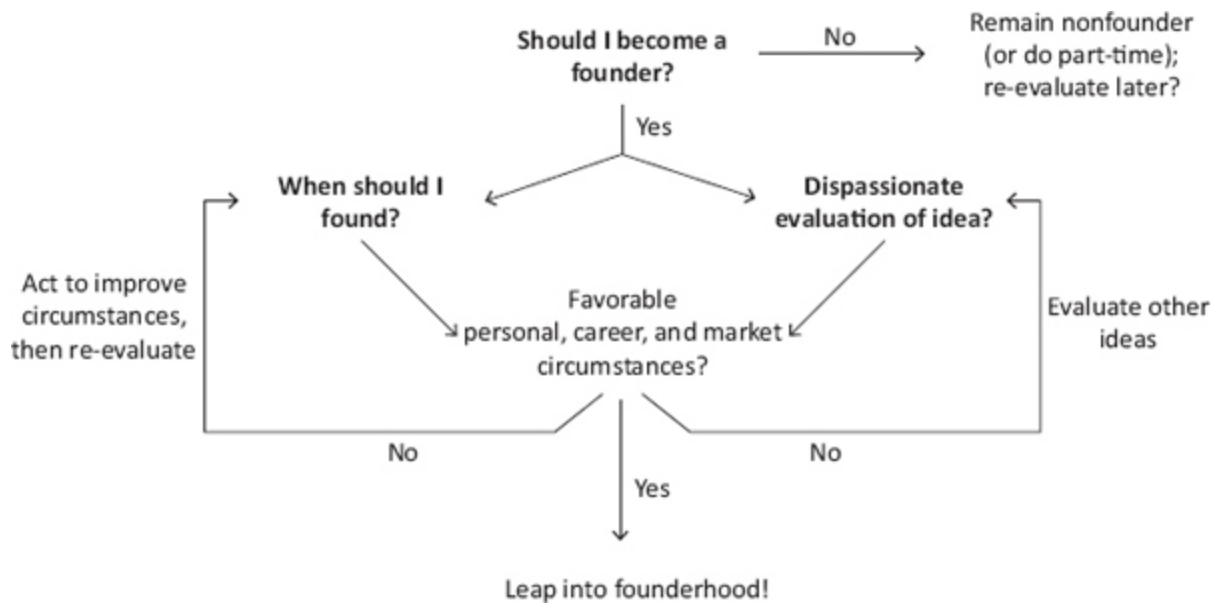 Should I become a
founder?
No
Remain nonfounder
(or do part-time);
re-evaluate later?
Yes
When should I
found?
Dispassionate
evaluation of idea?
Act to improve
circumstances,
then re-evaluate
Favorable
personal, career, and market
circumstances?
Evaluate other
ideas
No
No
Yes
Leap into founderhood!